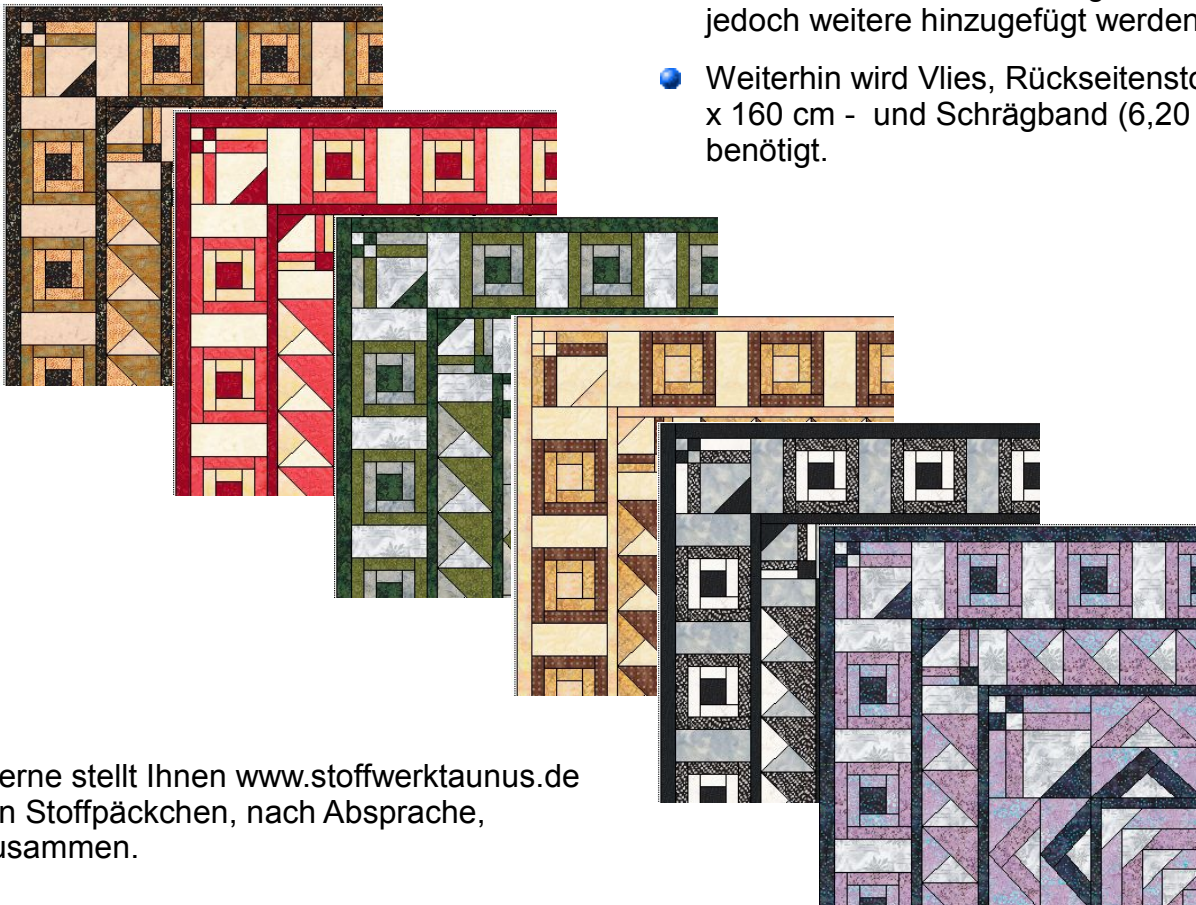 jedoch weitere hinzugefügt werden
Weiterhin wird Vlies, Rückseitensto
x 160 cm - und Schrägband (6,20
benötigt.
erne stellt Ihnen www.stoffwerktaunus.de
n Stoffpäckchen, nach Absprache,
usammen.